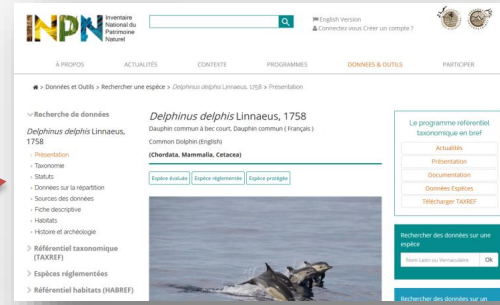 INPN
Inventaire
National du
Patrimoine
Naturel
English Version
Connectez vous Créer un compte ?
À PROPOS
ACTUALITÉS
CONTEXTE
PROGRAMMES
DONNEES & OUTILS
PARTICIPER
> Données et Outils > Rechercher une espèce > Delphinus delphis Linnaeus, 1758 > Présentation
Recherche de données
Delphinus delphis Linnaeus,
1758
Présentation
Taxonomie
Statuts
Données sur la répartition
Sources des données
Fiche descriptive
Habitats
Histoire et archéologie
Référentiel taxonomique
(TAXREF)
Espèces réglementées
Référentiel habitats (HABREF)
Delphinus delphis Linnaeus, 1758
Dauphin commun à bec court, Dauphin commun ( Français )
Common Dolphin (English)
(Chordata, Mammalia, Cetacea)
Espèce évaluée
Espèce réglementée
Espèce protégée
Le programme référentiel
taxonomique en bref
Actualités
Présentation
Documentation
Données Espèces
Télécharger TAXREF
Rechercher des données sur une
espèce
Nom Latin ou Vernaculaire
Ok
Rechercher des données sur un